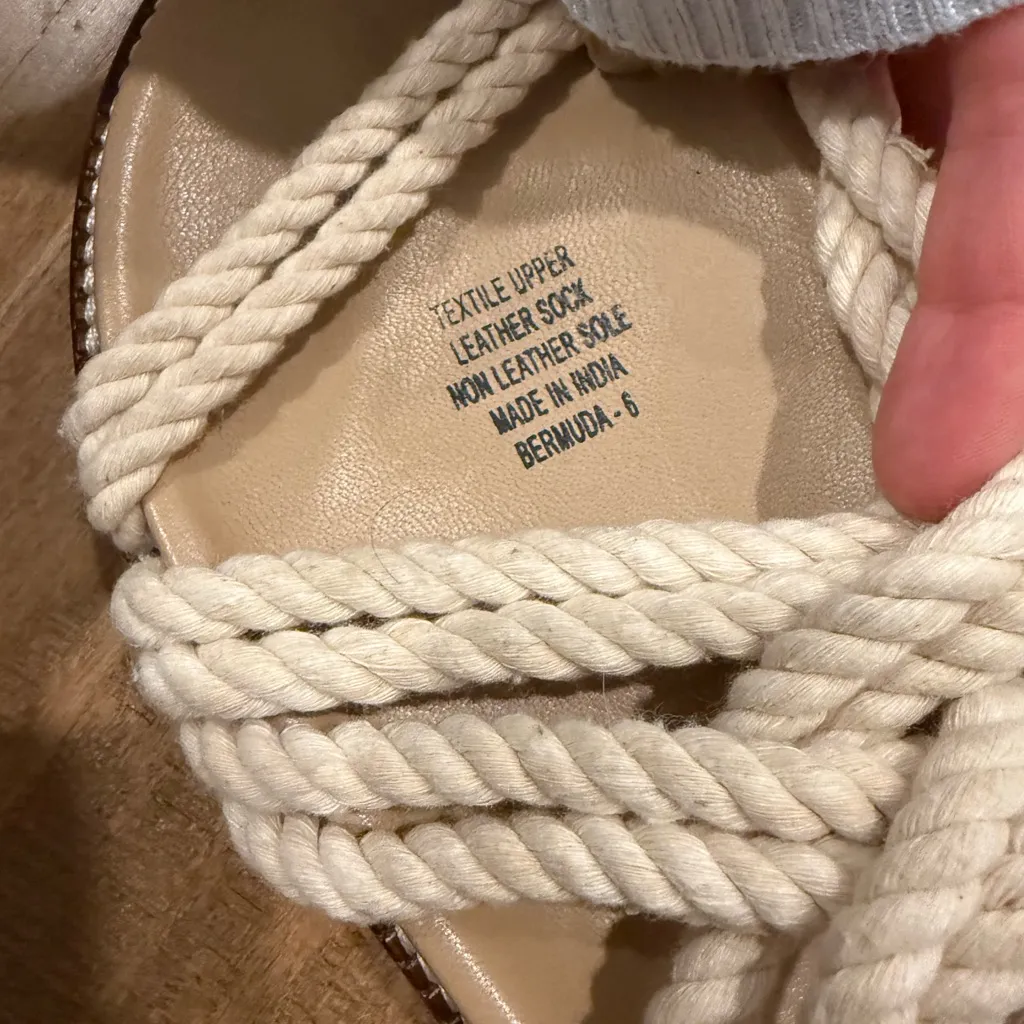 TEXTILE UPPER
LEATHER SOCK
NON LEATHER SOLE
MADE IN INDIA
BERMUDA - 6